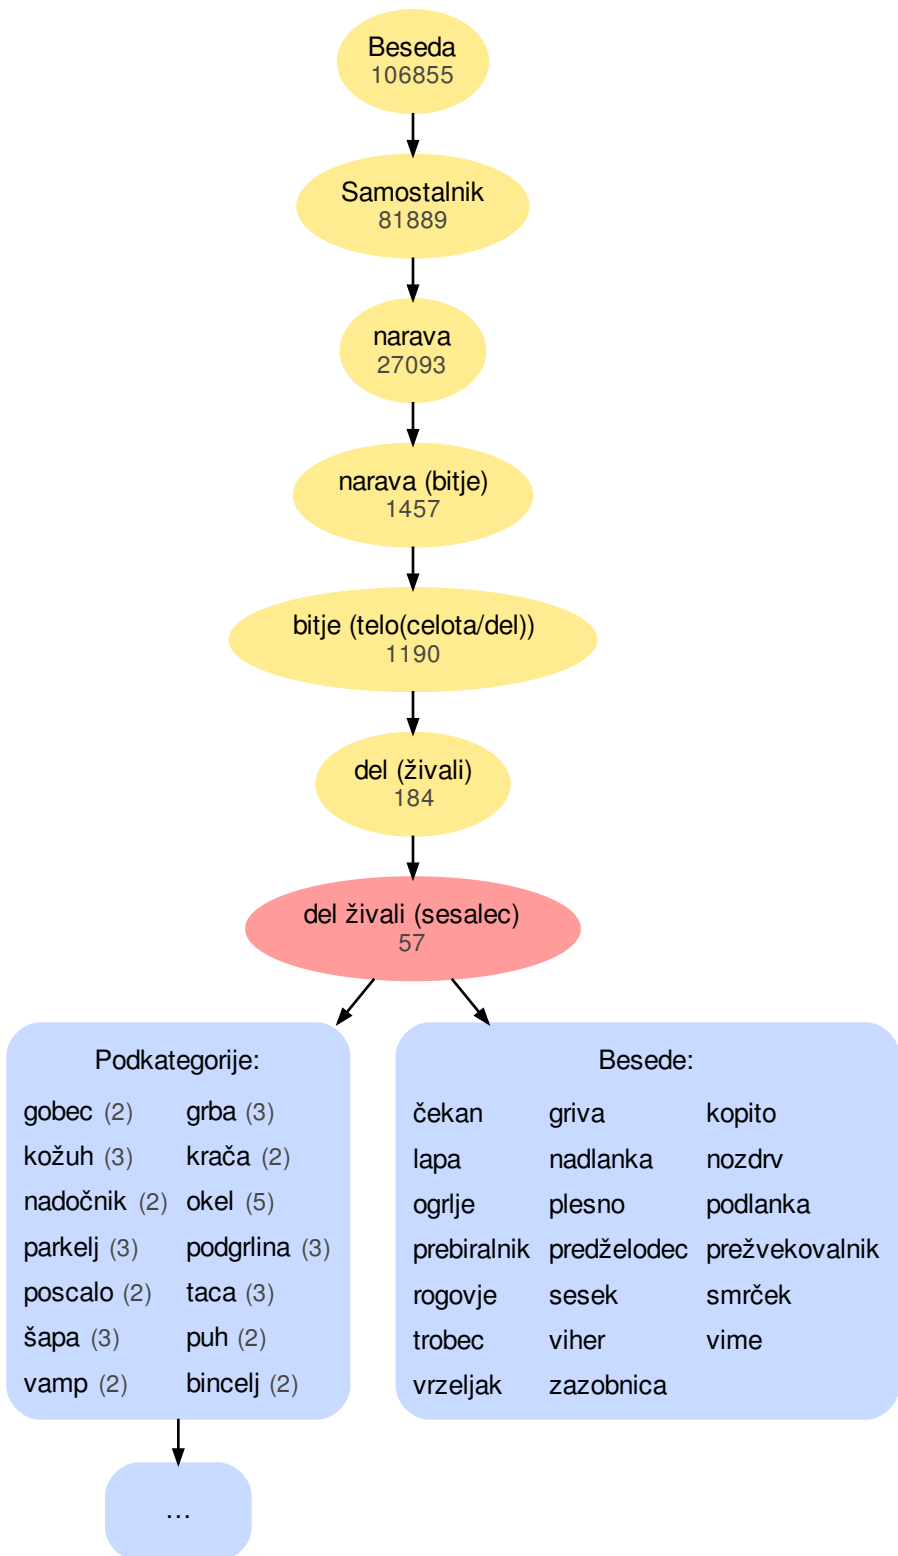 Beseda
106855
Samostalnik
81889
narava
27093
narava (bitje)
1457
bitje (telo(celota/del))
1190
del (živali)
184
del živali (sesalec)
57
Podkategorije:
gobec (2) grba (3)
kožuh (3) krača (2)
nadočnik (2) okel (5)
parkelj (3) podgrlina (3)
poscalo (2) taca (3)
šapa (3) puh (2)
vamp (2) bincelj (2)
...
Besede:
čekan griva kopito
lapa nadlanka nozdrv
ogrlje plesno podlanka
prebiralnik predželodec prežvekovalnik
rogovje sesek smrček
trobec viher vime
vrzeljak zazobnica